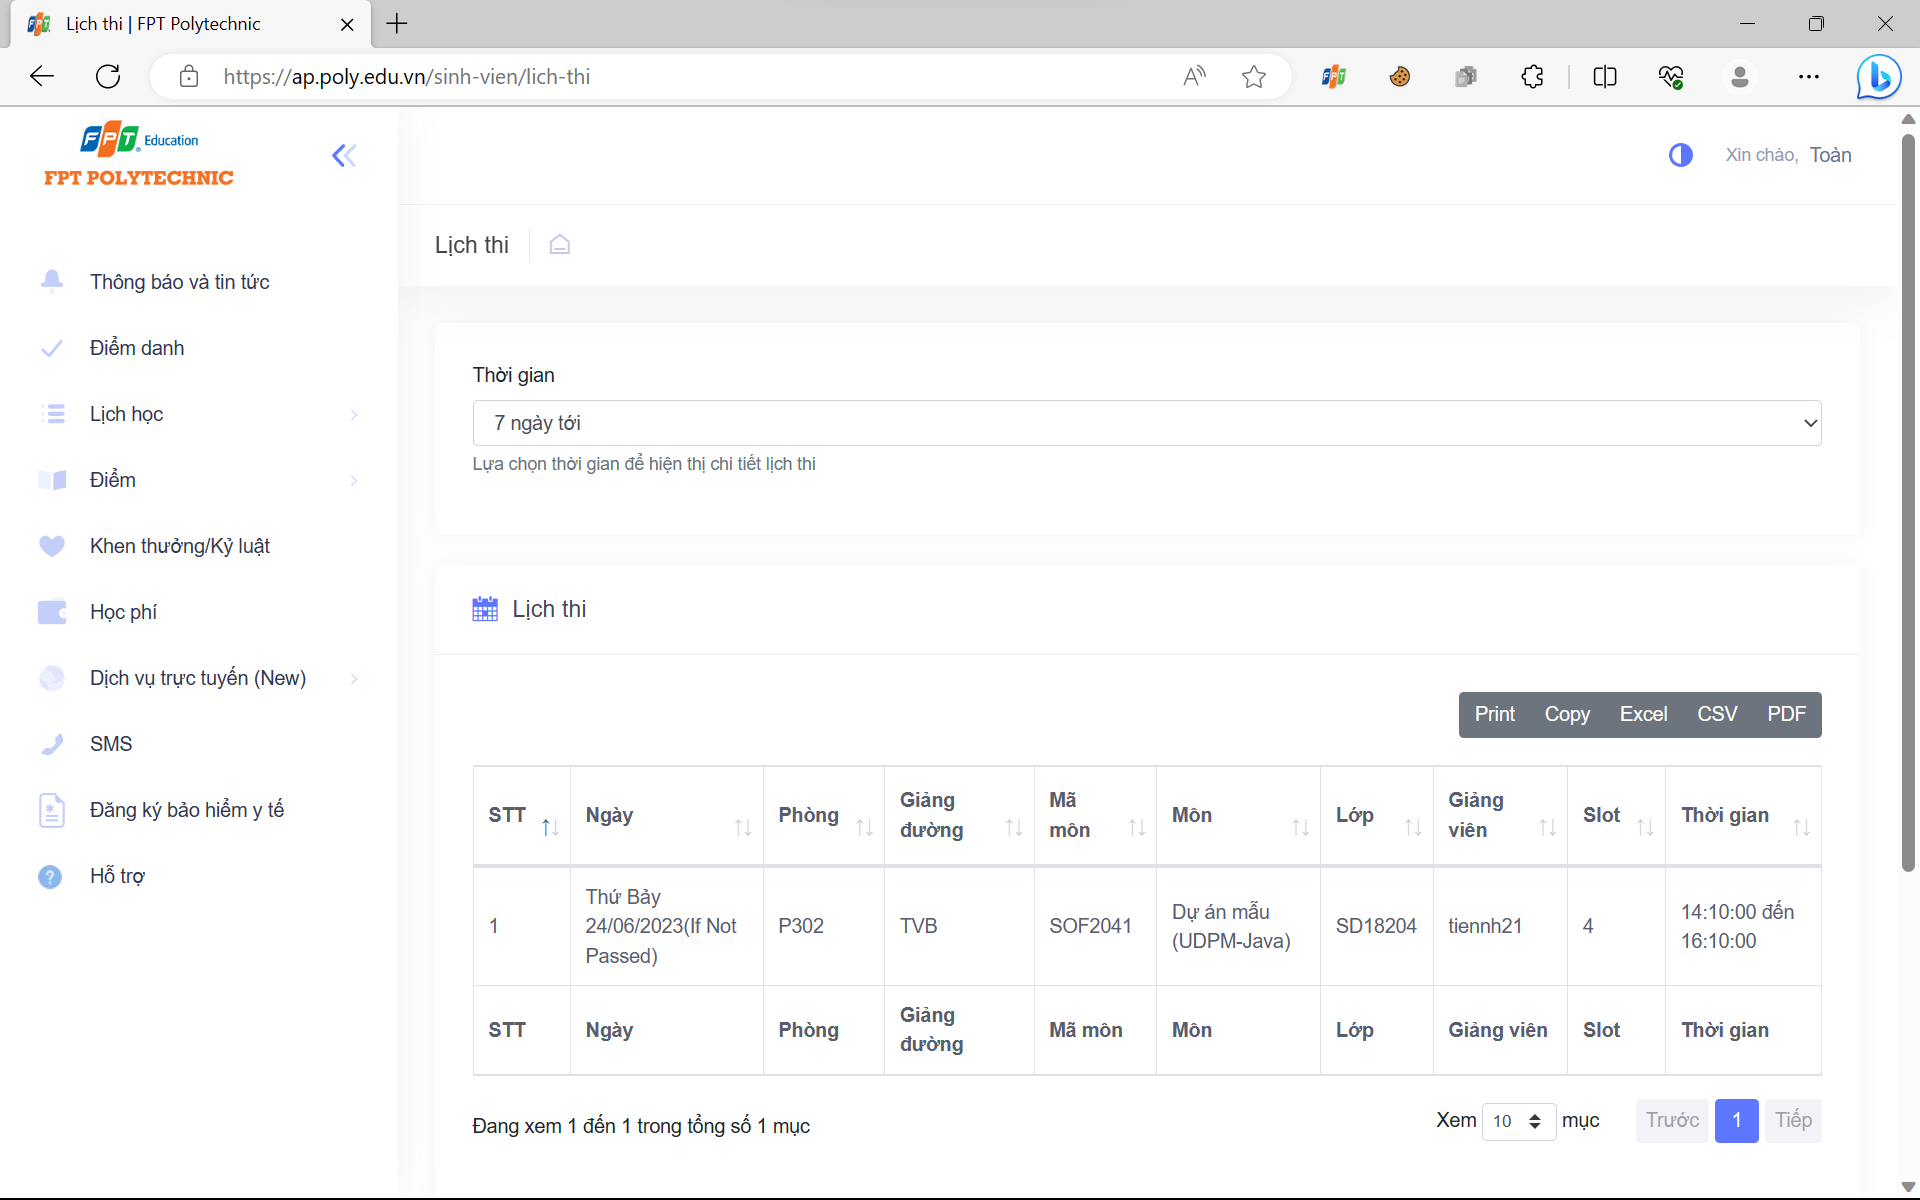 Lịch thi | FPT Polytechnic
https://ap.poly.edu.vn/sinh-vien/lich-thi
FPT Education
FPT POLYTECHNIC
Xin chào, Toàn
Lịch thi
Thông báo và tin tức
Điểm danh
Lịch học
Điểm
Khen thưởng/Kỷ luật
Học phí
Dịch vụ trực tuyến (New)
SMS
Đăng ký bảo hiểm y tế
Hỗ trợ
Thời gian
7 ngày tới
Lựa chọn thời gian để hiện thị chi tiết lịch thi
Lịch thi
Print Copy Excel CSV PDF
STT Ngày Phòng Giảng đường Mã môn Môn Lớp Giảng viên Slot Thời gian
1 Thứ Bảy 24/06/2023(If Not Passed) P302 TVB SOF2041 Dự án mẫu (UDPM-Java) SD18204 tiennh21 4 14:10:00 đến 16:10:00
STT Ngày Phòng Giảng đường Mã môn Môn Lớp Giảng viên Slot Thời gian
Đang xem 1 đến 1 trong tổng số 1 mục
Xem 10 mục Trước 1 Tiếp